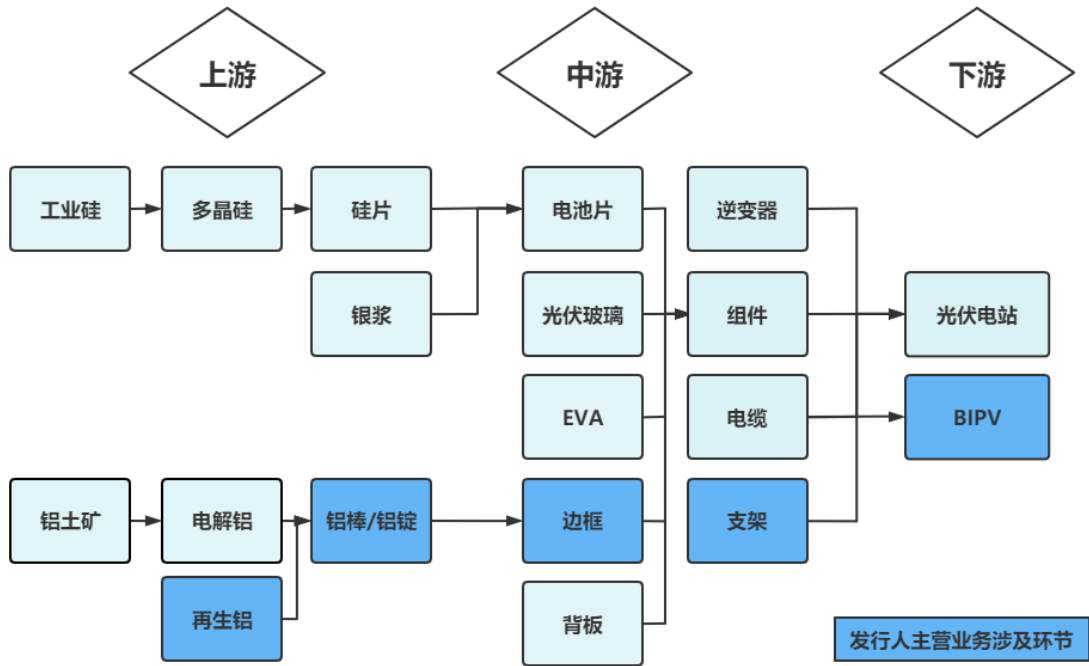 上游
中游
下游
工业硅
多晶硅
硅片
电池片
逆变器
银浆
光伏玻璃
组件
光伏电站
EVA
电缆
BIPV
铝土矿
电解铝
铝棒/铝锭
边框
支架
再生铝
背板
发行人主营业务涉及环节